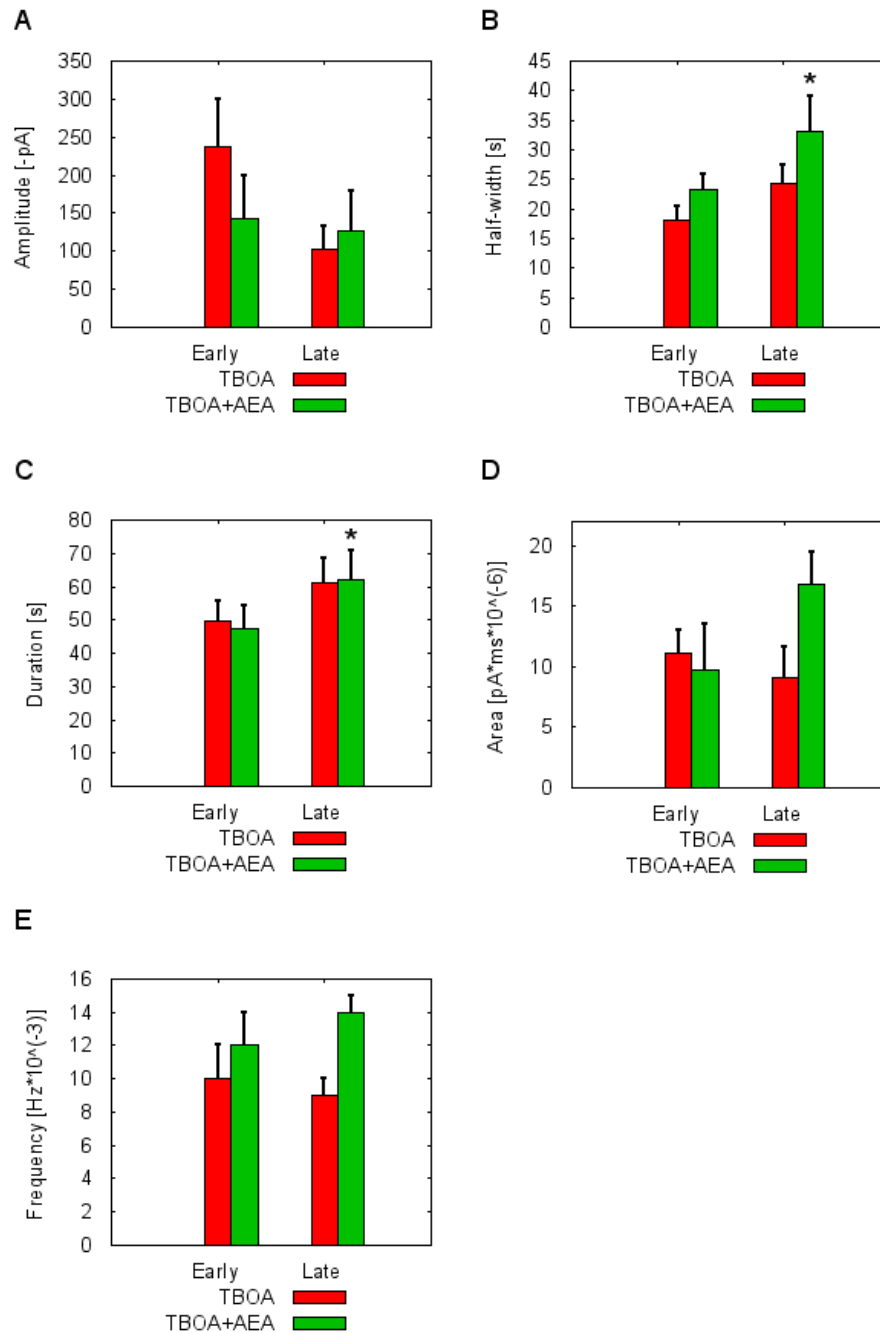 A
Amplitude [-pA]
350
300
250
200
150
100
50
0
Early Late
TBOA
TBOA+AEA
B
Half-width [s]
45
40
35
30
25
20
15
10
5
0
*
Early Late
TBOA
TBOA+AEA
C
Duration [s]
80
70
60
50
40
30
20
10
0
*
Early Late
TBOA
TBOA+AEA
D
Area [pA*ms*10^(-6)]
20
15
10
5
0
Early Late
TBOA
TBOA+AEA
E
Frequency [Hz*10^(-3)]
16
14
12
10
8
6
4
2
0
Early Late
TBOA
TBOA+AEA